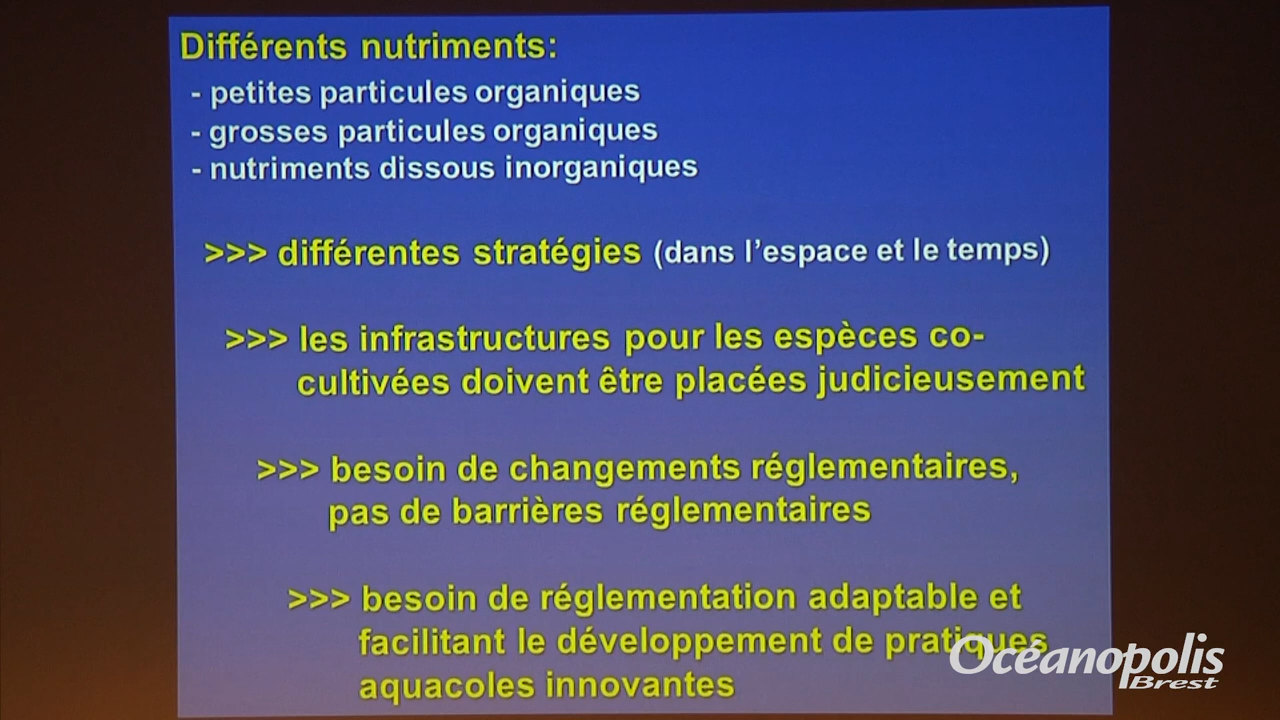 Différents nutriments:
- petites particules organiques
- grosses particules organiques
- nutriments dissous inorganiques
>>> différentes stratégies (dans l'espace et le temps)
>>> les infrastructures pour les espèces co-
cultivées doivent être placées judicieusement
>>> besoin de changements réglementaires,
pas de barrières réglementaires
>>> besoin de réglementation adaptable et
facilitant le développement de pratiques
aquacoles innovantes
Océanopolis
Brest